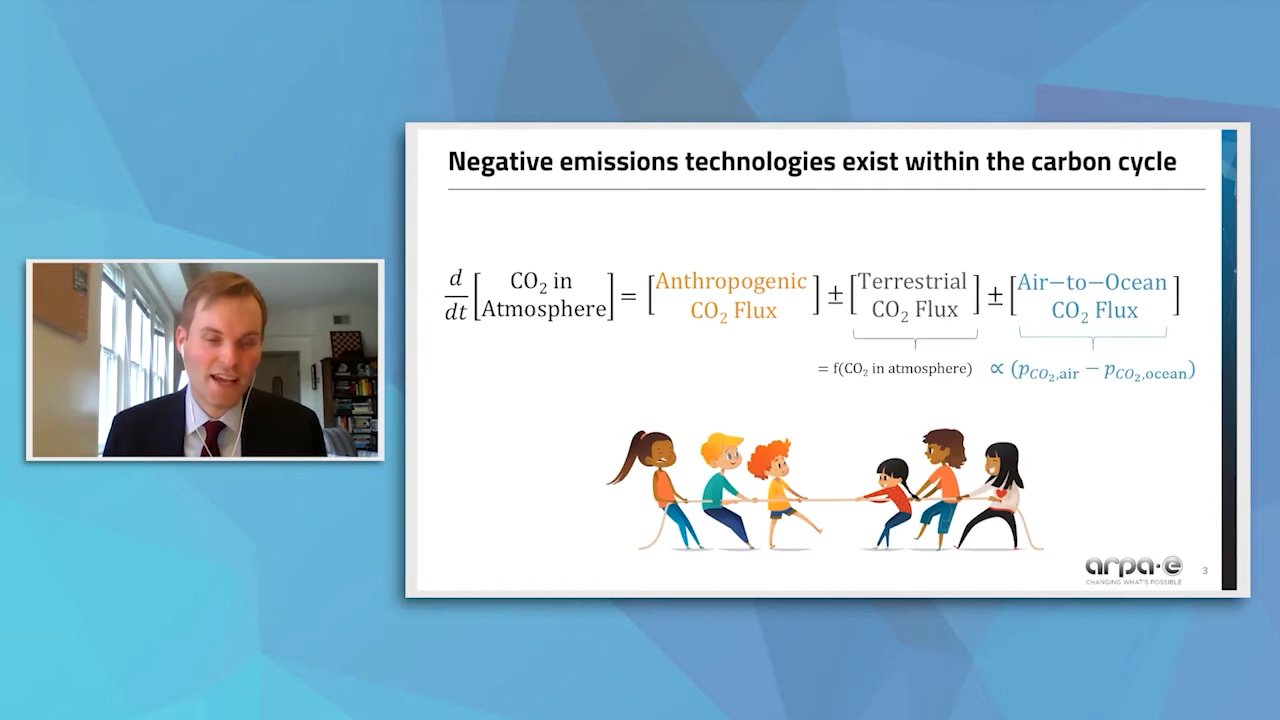 Negative emissions technologies exist within the carbon cycle
d/dt [CO₂ in Atmosphere] = [Anthropogenic CO₂ Flux] ± [Terrestrial CO₂ Flux] ± [Air−to−Ocean CO₂ Flux]
= f(CO₂ in atmosphere) ∝ (p_CO₂,air − p_CO₂,ocean)
arpa·e
CHANGING WHAT'S POSSIBLE
3